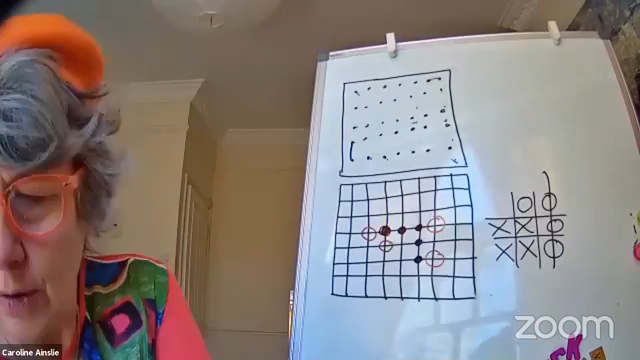 O O
X X O
X X O
zoom
Caroline Ainslie